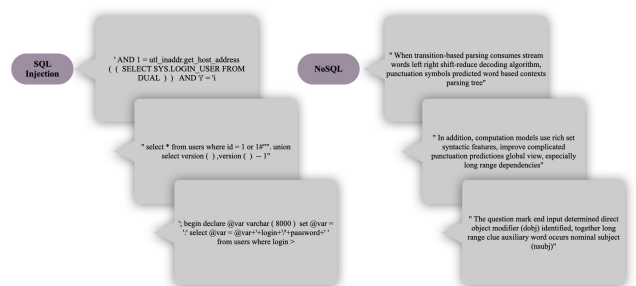 SQL
Injection
' AND 1 = utl_inaddr.get_host_address
( ( SELECT SYS.LOGIN_USER FROM
DUAL ) ) AND 'i' = 'i
" select * from users where id = 1 or 1#"". union
select version ( ) ,version ( ) -- 1"
'; begin declare @var varchar ( 8000 ) set @var =
':' select @var = @var+'+login+'/'+password+' '
from users where login >
NoSQL
" When transition-based parsing consumes stream
words left right shift-reduce decoding algorithm,
punctuation symbols predicted word based contexts
parsing tree"
" In addition, computation models use rich set
syntactic features, improve complicated
punctuation predictions global view, especially
long range dependencies"
" The question mark end input determined direct
object modifier (dobj) identified, together long
range clue auxiliary word occurs nominal subject
(nsubj)"